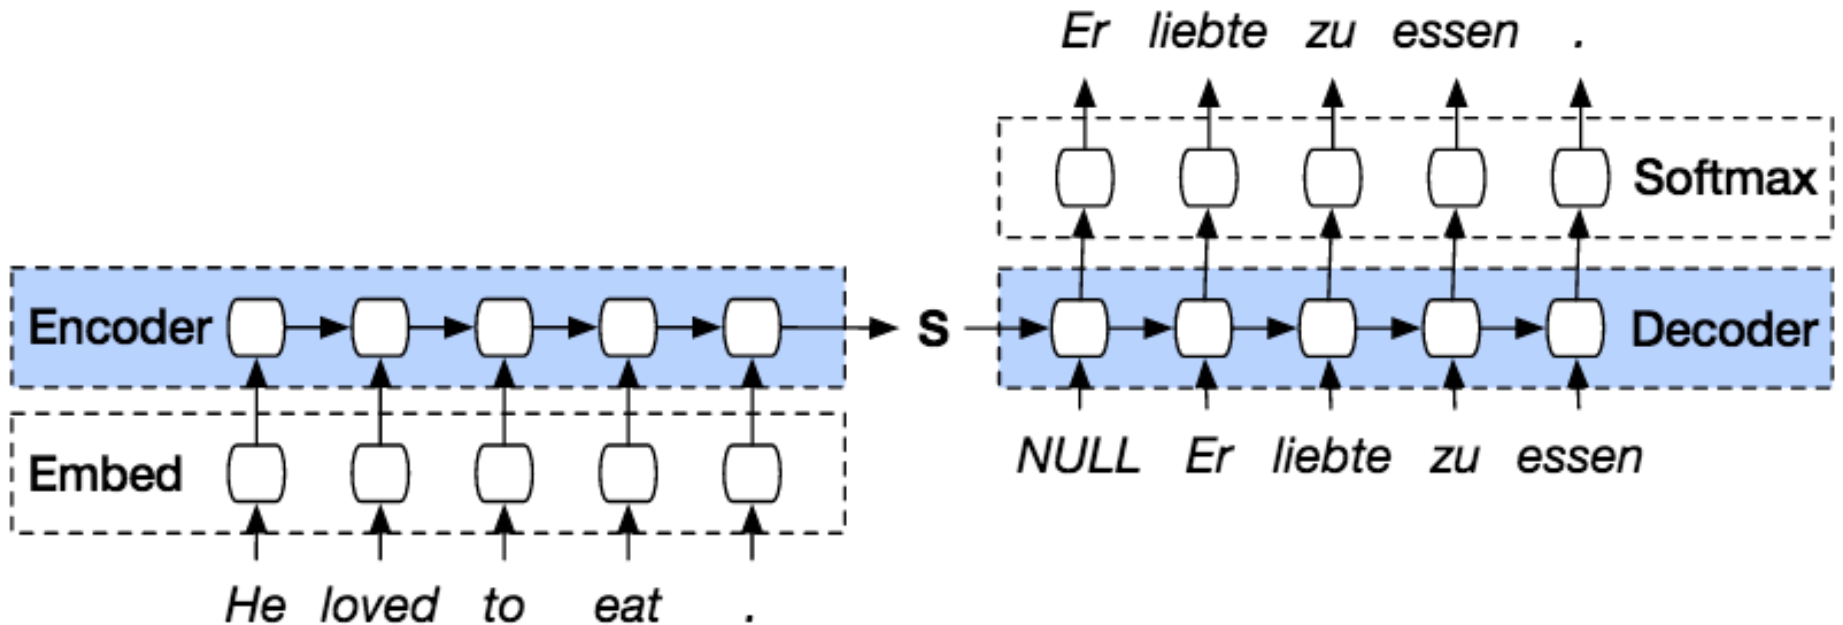 Er liebte zu essen .
Softmax
Encoder
S
Decoder
Embed
NULL Er liebte zu essen
He loved to eat .